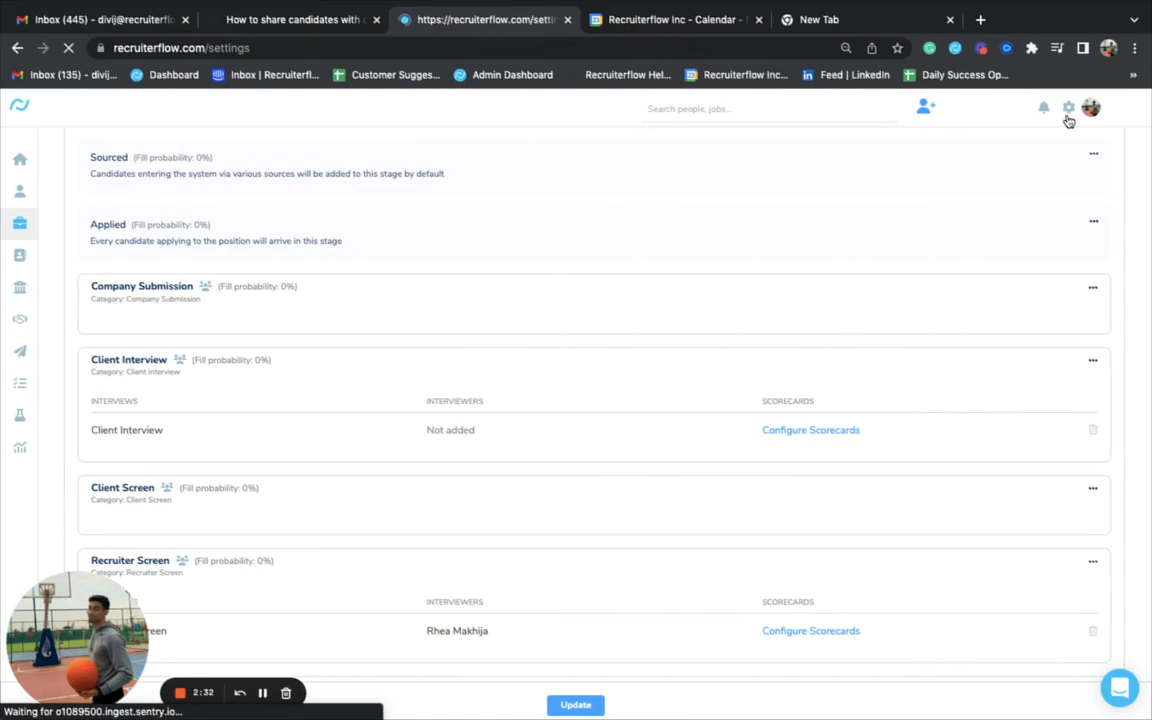 Inbox (445) - divij@recruiterfl
How to share candidates with c
https://recruiterflow.com/settin
Recruiterflow Inc - Calendar -
New Tab
recruiterflow.com/settings
Inbox (135) - divij...
Dashboard
Inbox | Recruiterfl...
Customer Sugges...
Admin Dashboard
Recruiterflow Hel...
Recruiterflow Inc...
Feed | LinkedIn
Daily Success Op...
Search people, jobs...
Sourced (Fill probability: 0%)
Candidates entering the system via various sources will be added to this stage by default
Applied (Fill probability: 0%)
Every candidate applying to the position will arrive in this stage
Company Submission (Fill probability: 0%)
Category: Company Submission
Client Interview (Fill probability: 0%)
Category: Client Interview
INTERVIEWS INTERVIEWERS SCORECARDS
Client Interview Not added Configure Scorecards
Client Screen (Fill probability: 0%)
Category: Client Screen
Recruiter Screen (Fill probability: 0%)
Category: Recruiter Screen
INTERVIEWERS SCORECARDS
Rhea Makhija Configure Scorecards
2:32
Update
Waiting for o1089500.ingest.sentry.io...